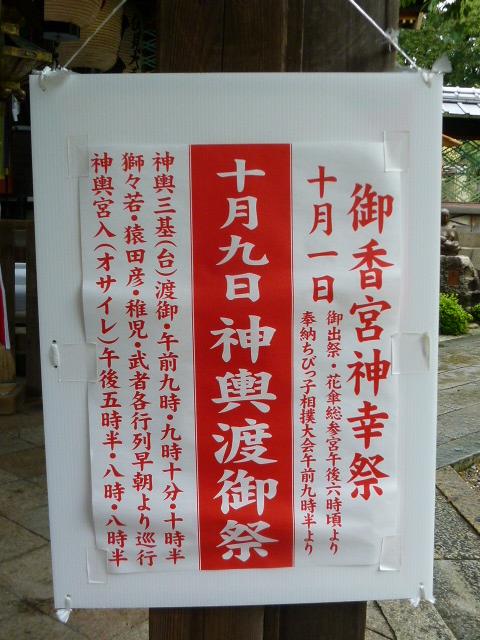 御香宮神幸祭
十月一日
御出祭・花傘総参宮午後六時頃より
奉納ちびっ子相撲大会午前九時半より
十月九日 神輿渡御祭
神輿三基(台)渡御・午前九時・九時十分・十時
獅々若・猿田彦・稚児・武者各行列早朝より巡行
神輿宮入(オサイレ)午後五時半・八時・八時半